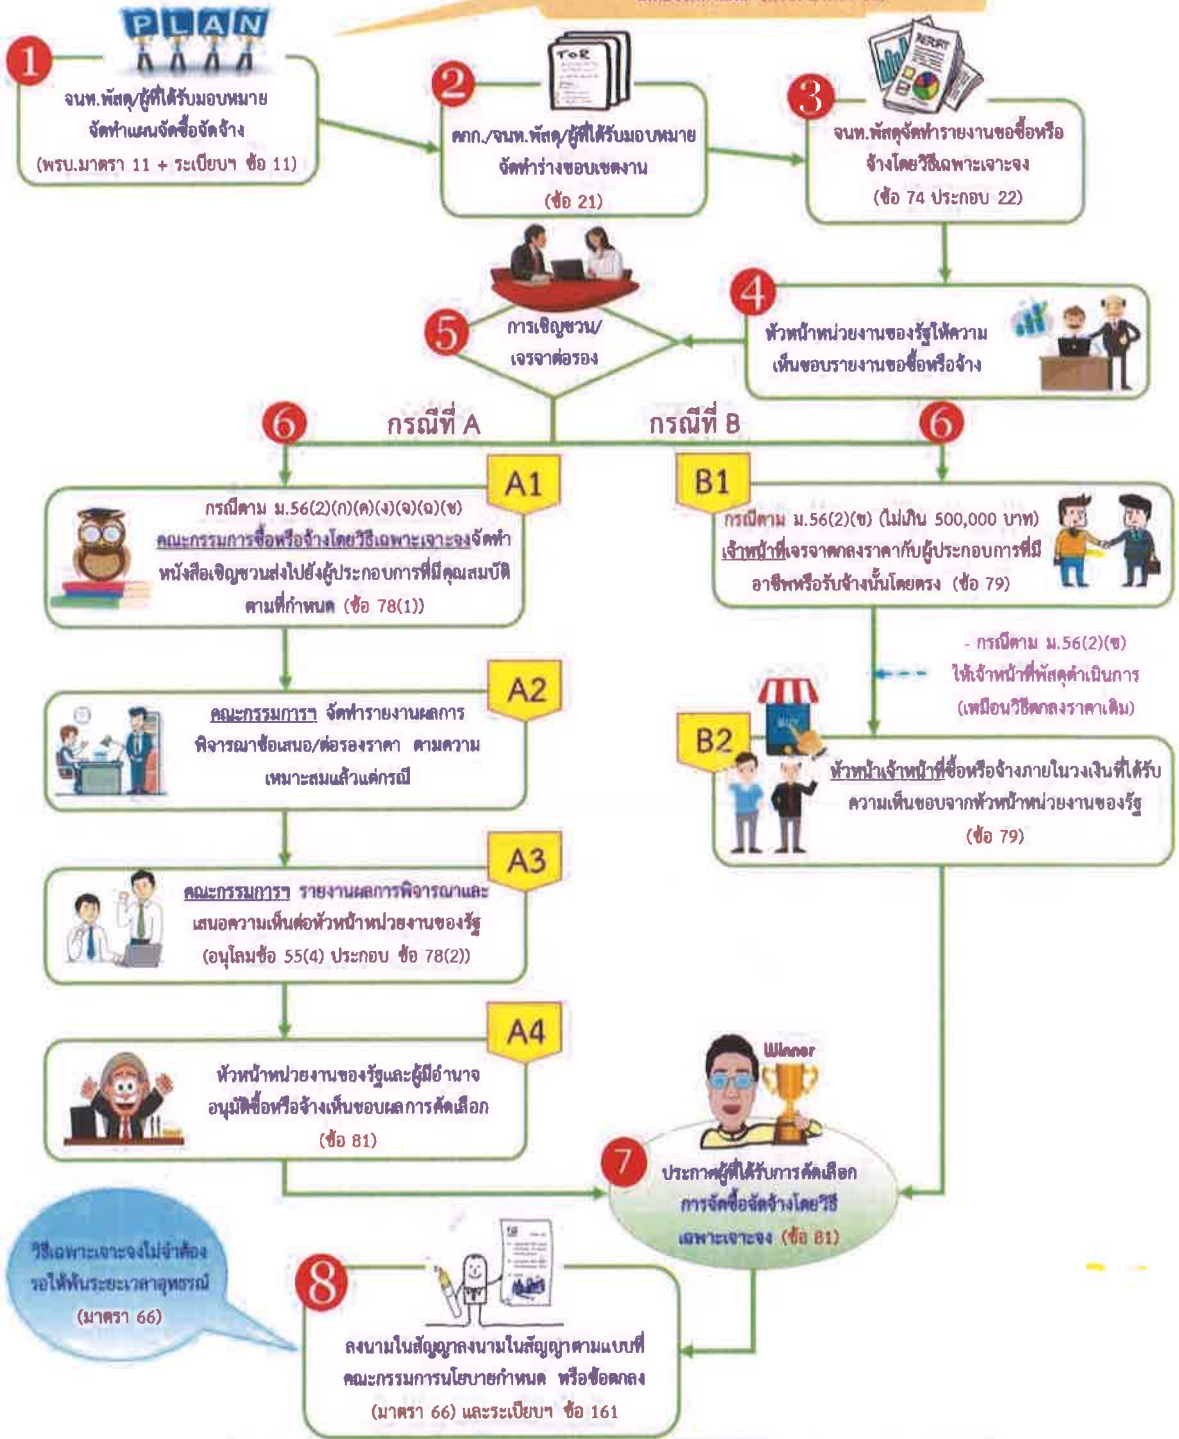 PLAN
1
จนท.พัสดุ/ผู้ที่ได้รับมอบหมาย
จัดทำแผนจัดซื้อจัดจ้าง
(พรบ.มาตรา 11 + ระเบียบฯ ข้อ 11)
2
TOR
คกก./จนท.พัสดุ/ผู้ที่ได้รับมอบหมาย
จัดทำร่างขอบเขตงาน
(ข้อ 21)
3
REPORT
จนท.พัสดุจัดทำรายงานขอซื้อหรือ
จ้างโดยวิธีเฉพาะเจาะจง
(ข้อ 74 ประกอบ 22)
4
หัวหน้าหน่วยงานของรัฐให้ความ
เห็นชอบรายงานขอซื้อหรือจ้าง
5
การเชิญชวน/
เจรจาต่อรอง
6
กรณีที่ A
กรณีที่ B
6
A1
กรณีตาม ม.56(2)(ก)(ค)(ง)(จ)(ฉ)(ช)
คณะกรรมการซื้อหรือจ้างโดยวิธีเฉพาะเจาะจงจัดทำ
หนังสือเชิญชวนส่งไปยังผู้ประกอบการที่มีคุณสมบัติ
ตามที่กำหนด (ข้อ 78(1))
B1
กรณีตาม ม.56(2)(ข) (ไม่เกิน 500,000 บาท)
เจ้าหน้าที่เจรจาตกลงราคากับผู้ประกอบการที่มี
อาชีพหรือรับจ้างนั้นโดยตรง (ข้อ 79)
- กรณีตาม ม.56(2)(ข)
ให้เจ้าหน้าที่พัสดุดำเนินการ
(เหมือนวิธีตกลงราคาเดิม)
A2
คณะกรรมการฯ จัดทำรายงานผลการ
พิจารณาข้อเสนอ/ต่อรองราคา ตามความ
เหมาะสมแล้วแต่กรณี
BUY
B2
หัวหน้าเจ้าหน้าที่ซื้อหรือจ้างภายในวงเงินที่ได้รับ
ความเห็นชอบจากหัวหน้าหน่วยงานของรัฐ
(ข้อ 79)
A3
คณะกรรมการฯ รายงานผลการพิจารณาและ
เสนอความเห็นต่อหัวหน้าหน่วยงานของรัฐ
(อนุโลมข้อ 55(4) ประกอบ ข้อ 78(2))
A4
หัวหน้าหน่วยงานของรัฐและผู้มีอำนาจ
อนุมัติซื้อหรือจ้างเห็นชอบผลการคัดเลือก
(ข้อ 81)
Winner
7
ประกาศผู้ที่ได้รับการคัดเลือก
การจัดซื้อจัดจ้างโดยวิธี
เฉพาะเจาะจง (ข้อ 81)
วิธีเฉพาะเจาะจงไม่จำต้อง
รอให้พ้นระยะเวลาอุทธรณ์
(มาตรา 66)
8
ลงนามในสัญญาลงนามในสัญญาตามแบบที่
คณะกรรมการนโยบายกำหนด หรือข้อตกลง
(มาตรา 66) และระเบียบฯ ข้อ 161